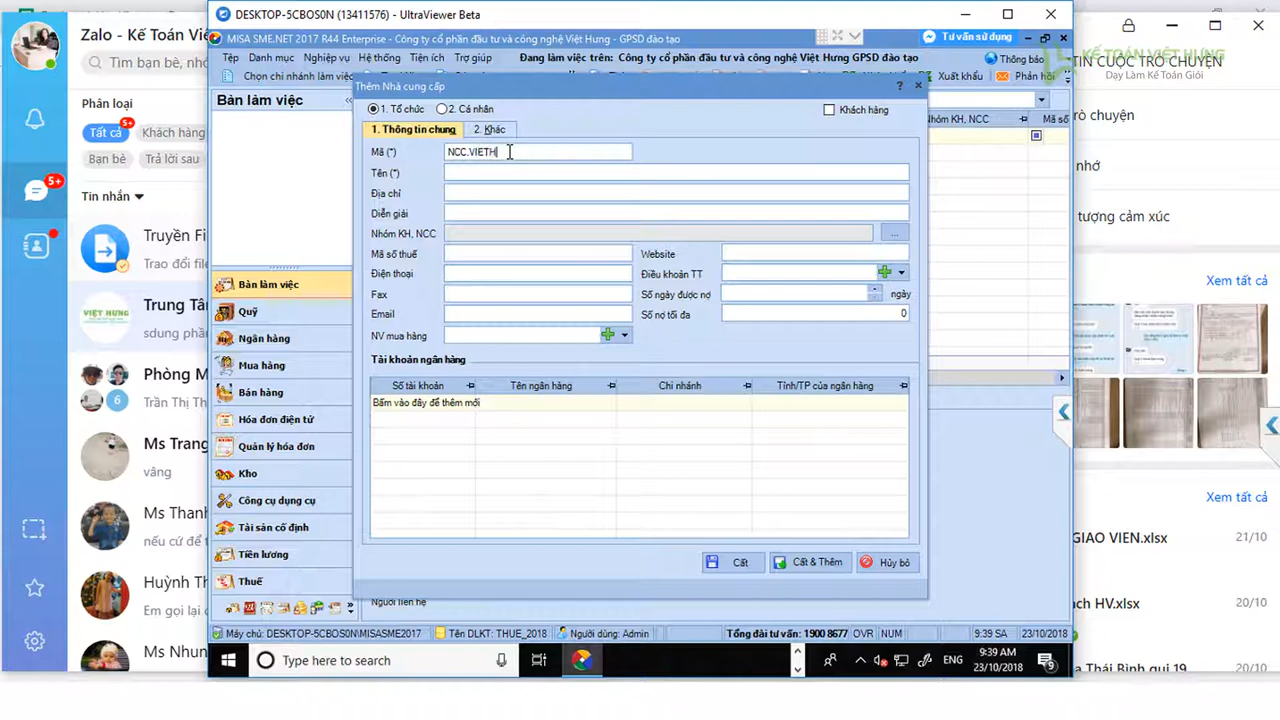 DESKTOP-5CBOS0N (13411576) - UltraViewer Beta
MISA SME.NET 2017 R44 Enterprise - Công ty cổ phần đầu tư và công nghệ Việt Hưng - GPSD đào tạo
Tư vấn sử dụng
Zalo - Kế Toán Việ
Tìm bạn bè, nhó
Phân loại
Tất cả
5+
Khách hàng
Bạn bè
Trả lời sau
5+
Tin nhắn
Truyền Fi
Trao đổi file
Trung Tâ
sdung phần
VIỆT HƯNG
Phòng M
6
Trần Thị Th
Ms Trang
vâng
Ms Thanh
nếu cứ để t
Huỳnh Th
Em gọi lại c
Ms Nhun
Tệp
Danh mục
Nghiệp vụ
Hệ thống
Tiện ích
Trợ giúp
Đang làm việc trên: Công ty cổ phần đầu tư và công nghệ Việt Hưng GPSD đào tạo
Thông báo
Chọn chi nhánh làm việc
Xuất khẩu
Phản hồi
Bàn làm việc
Bàn làm việc
Quỹ
Ngân hàng
Mua hàng
Bán hàng
Hóa đơn điện tử
Quản lý hóa đơn
Kho
Công cụ dụng cụ
Tài sản cố định
Tiền lương
Thuế
Thêm Nhà cung cấp
1. Tổ chức
2. Cá nhân
Khách hàng
1. Thông tin chung
2. Khác
Mã (*)
NCC.VIETH
Tên (*)
Địa chỉ
Diễn giải
Nhóm KH, NCC
...
Mã số thuế
Website
Điện thoại
Điều khoản TT
Fax
Số ngày được nợ
ngày
Email
Số nợ tối đa
0
NV mua hàng
Tài khoản ngân hàng
Số tài khoản
Tên ngân hàng
Chi nhánh
Tỉnh/TP của ngân hàng
Bấm vào đây để thêm mới
Cất
Cất & Thêm
Hủy bỏ
Nhóm KH, NCC
Mã số
Người liên hệ
Máy chủ: DESKTOP-5CBOS0N\MISASME2017
Tên DLKT: THUE_2018
Người dùng: Admin
Tổng đài tư vấn: 1900 8677
OVR
NUM
9:39 SA
23/10/2018
Type here to search
ENG
9:39 AM
23/10/2018
9
KẾ TOÁN VIỆT HƯNG
Dạy Làm Kế Toán Giỏi
TIN CUỘC TRÒ CHUYỆN
rò chuyện
nhớ
tượng cảm xúc
Xem tất cả
Xem tất cả
GIAO VIEN.xlsx
21/10
ch HV.xlsx
20/10
a Thái Bình qui 19
20/10